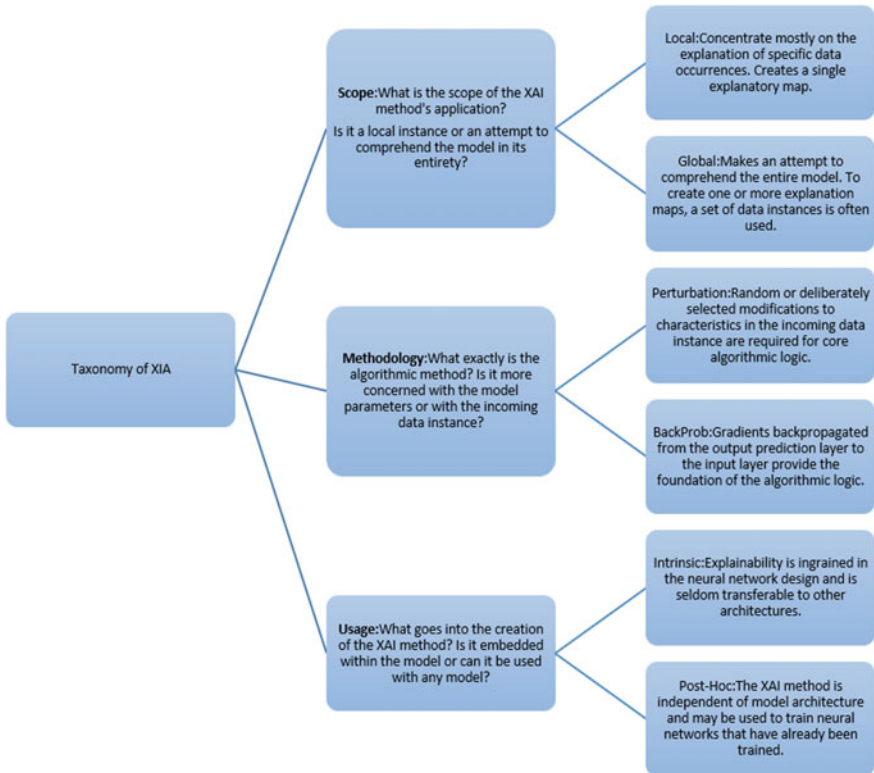 Taxonomy of XIA
Scope:What is the scope of the XAI
method's application?
Is it a local instance or an attempt to
comprehend the model in its
entirety?
Local:Concentrate mostly on the
explanation of specific data
occurrences. Creates a single
explanatory map.
Global:Makes an attempt to
comprehend the entire model. To
create one or more explanation
maps, a set of data instances is often
used.
Methodology:What exactly is the
algorithmic method? Is it more
concerned with the model
parameters or with the incoming
data instance?
Perturbation:Random or deliberately
selected modifications to
characteristics in the incoming data
instance are required for core
algorithmic logic.
BackProb:Gradients backpropagated
from the output prediction layer to
the input layer provide the
foundation of the algorithmic logic.
Usage:What goes into the creation
of the XAI method? Is it embedded
within the model or can it be used
with any model?
Intrinsic:Explainability is ingrained in
the neural network design and is
seldom transferable to other
architectures.
Post-Hoc:The XAI method is
independent of model architecture
and may be used to train neural
networks that have already been
trained.